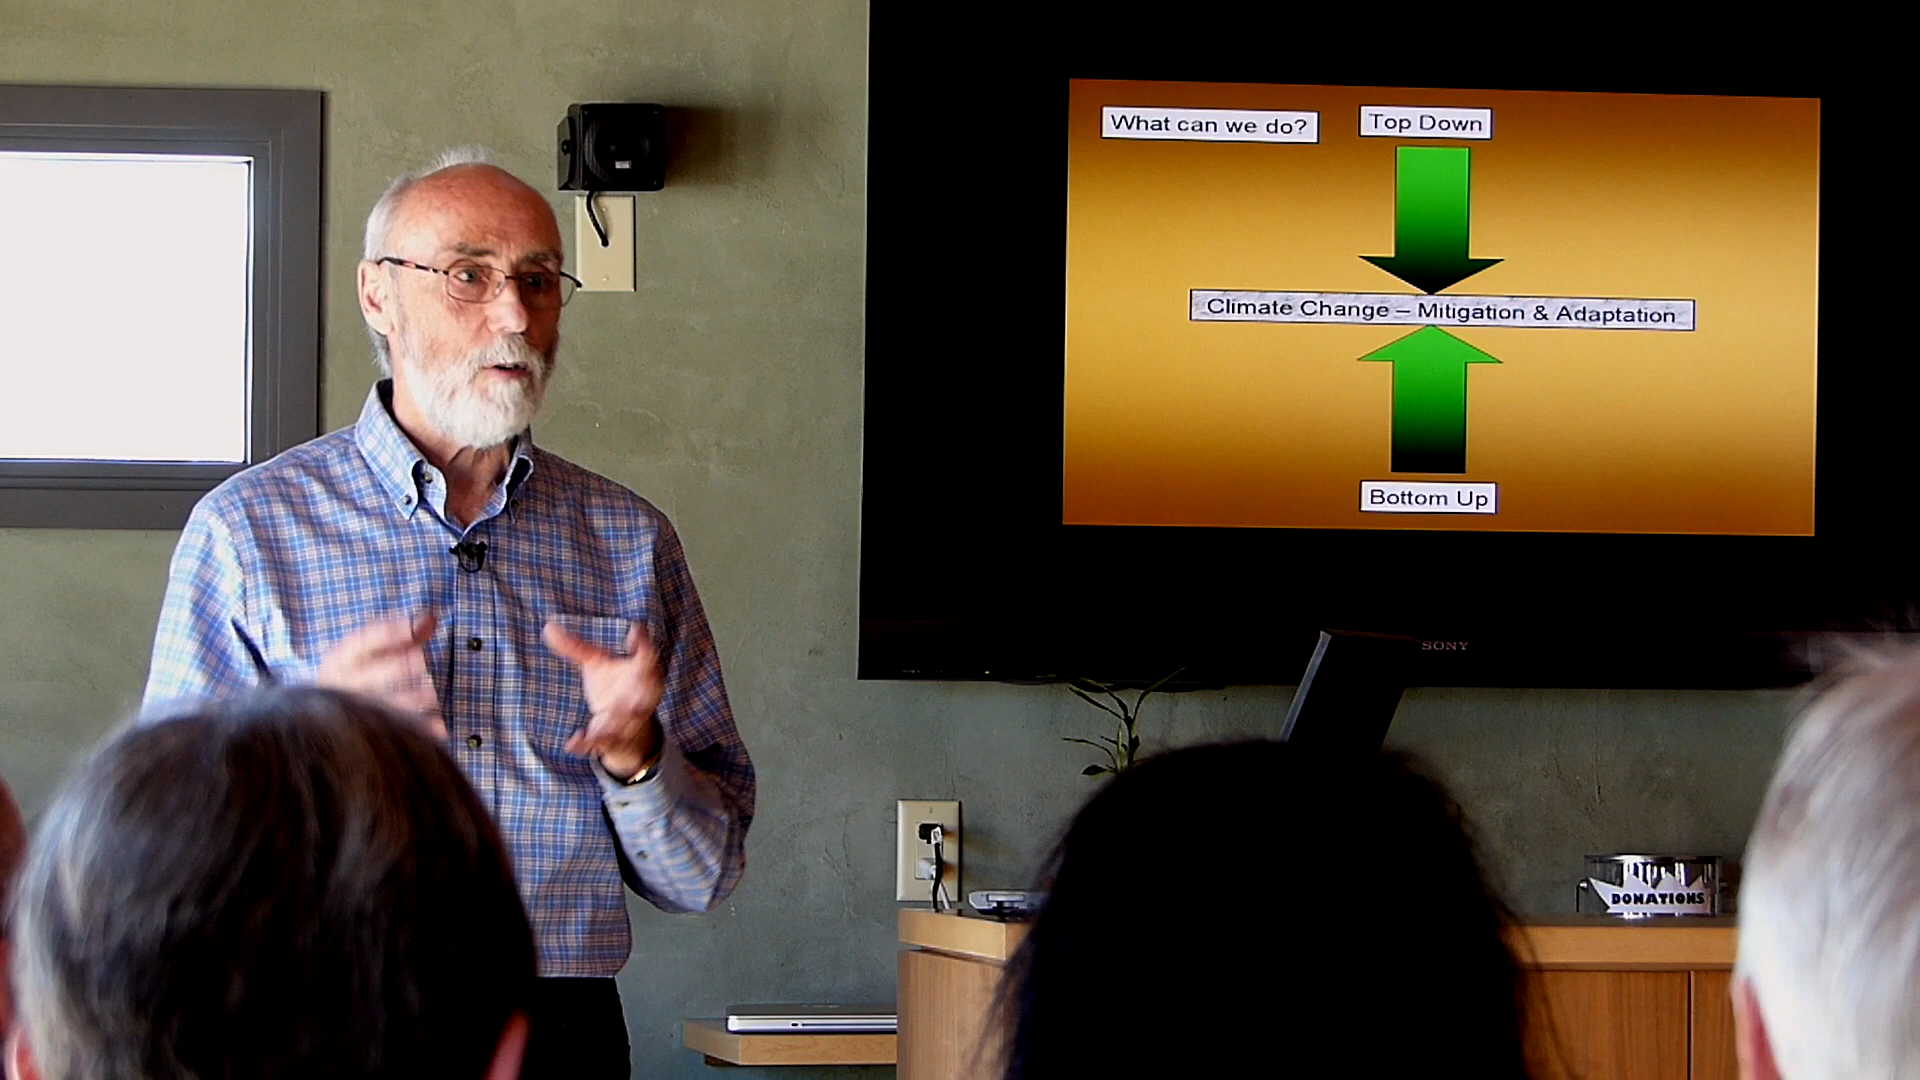 What can we do?
Top Down
Climate Change – Mitigation & Adaptation
Bottom Up
SONY
DONATIONS